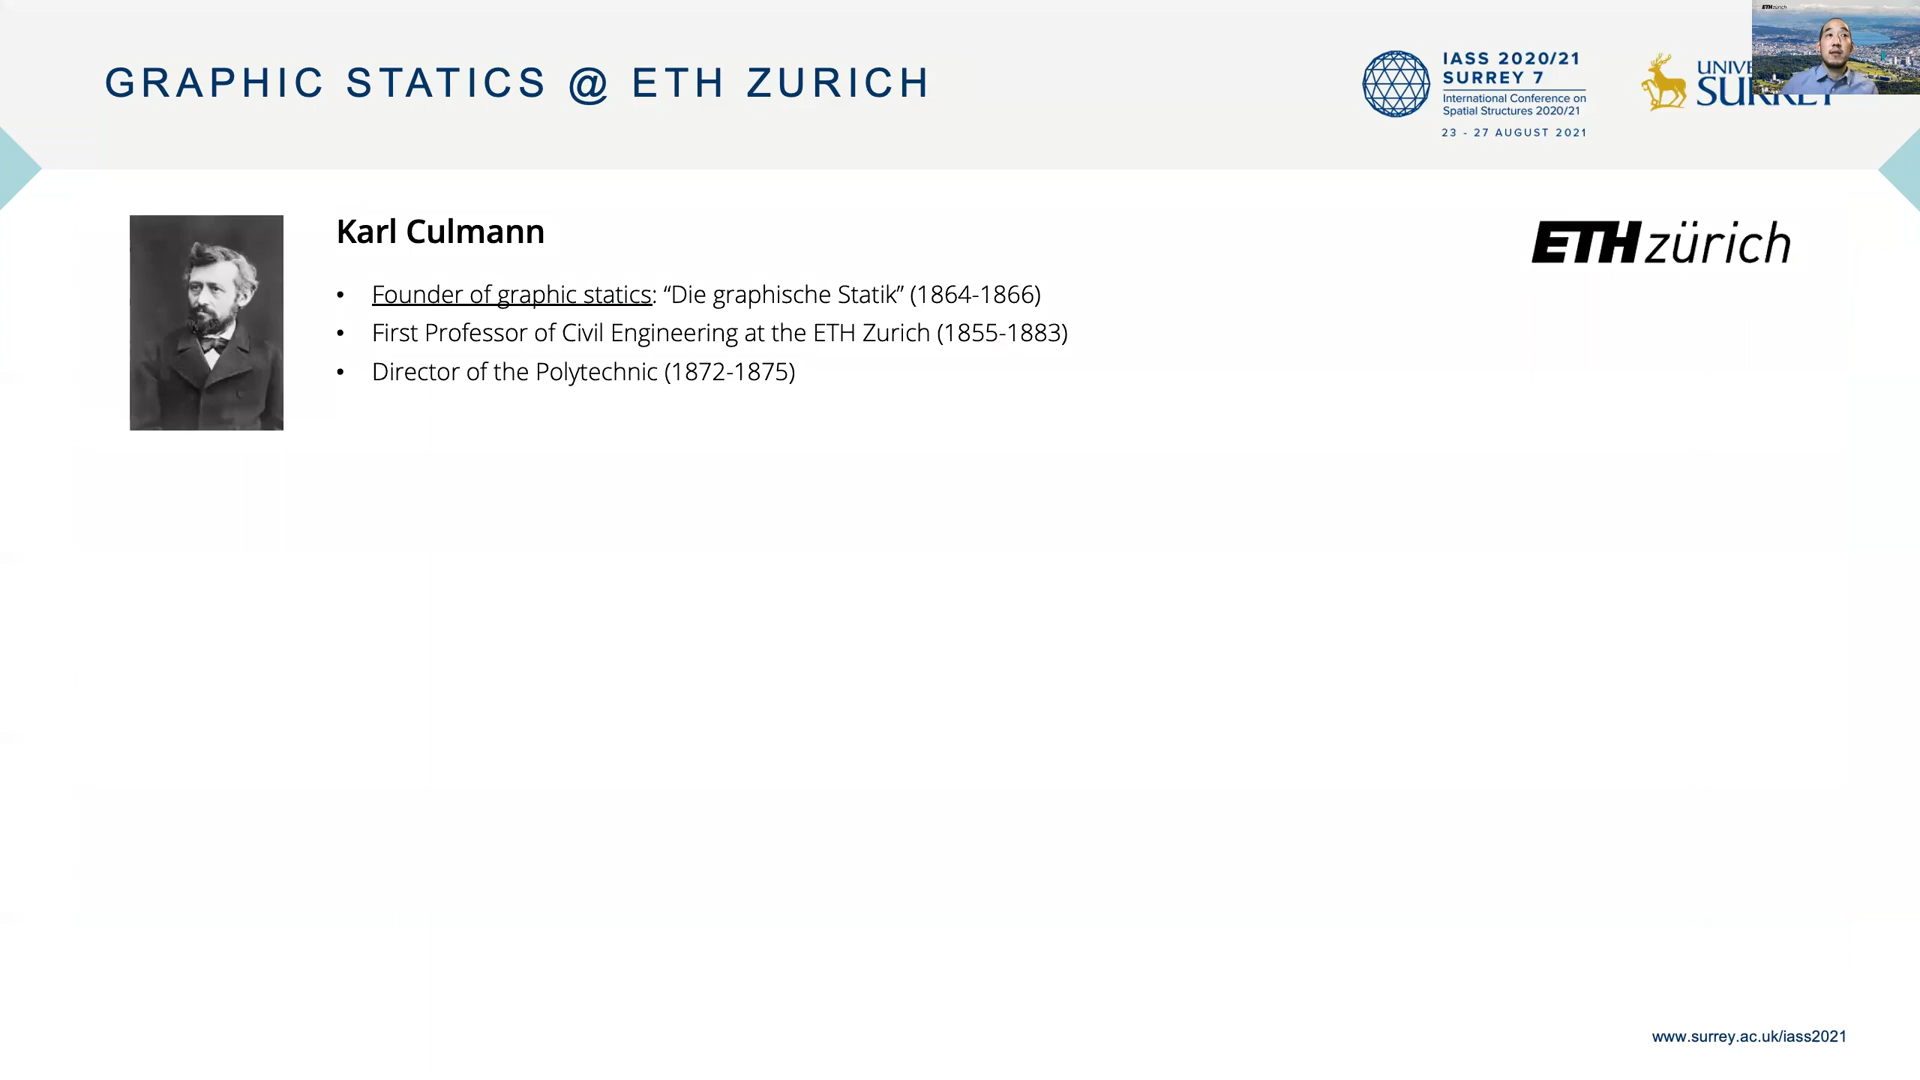 GRAPHIC STATICS @ ETH ZURICH
IASS 2020/21
SURREY 7
International Conference on
Spatial Structures 2020/21
23 - 27 AUGUST 2021
ETH zürich
Karl Culmann
ETH zürich
• Founder of graphic statics: “Die graphische Statik” (1864-1866)
• First Professor of Civil Engineering at the ETH Zurich (1855-1883)
• Director of the Polytechnic (1872-1875)
www.surrey.ac.uk/iass2021